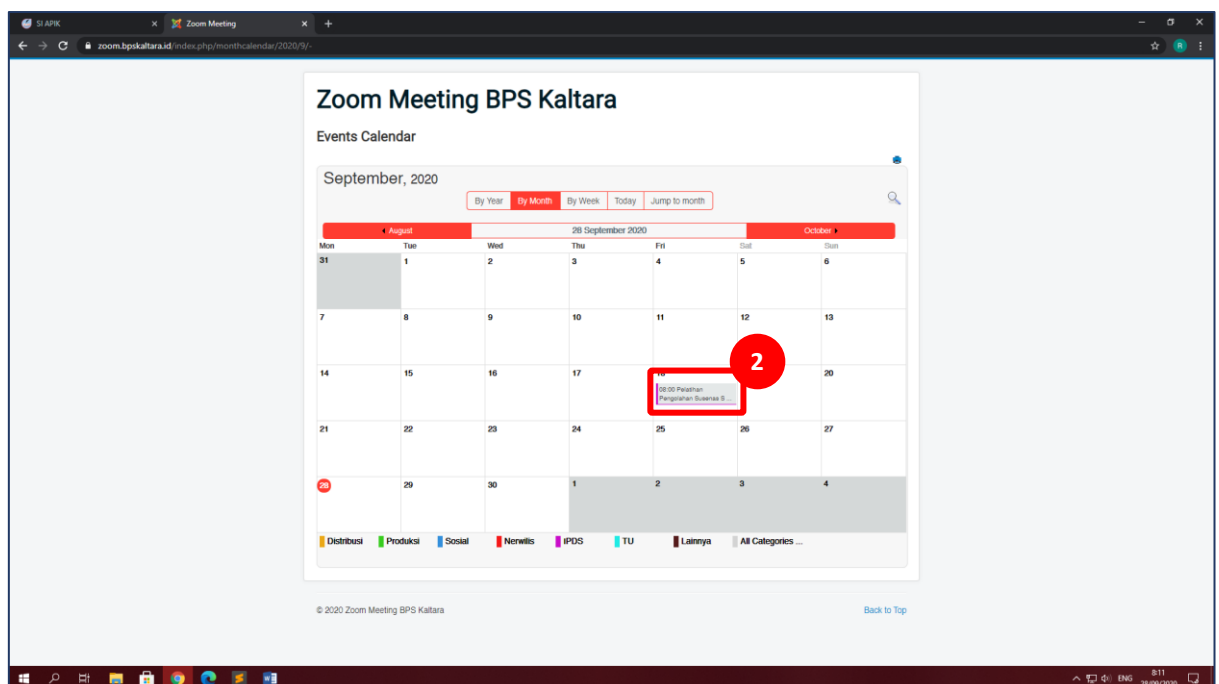 SI APIK
Zoom Meeting
zoom.bpskaltara.id/index.php/monthcalendar/2020/9/-
R
Zoom Meeting BPS Kaltara
Events Calendar
September, 2020
By Year By Month By Week Today Jump to month
August 28 September 2020 October
Mon Tue Wed Thu Fri Sat Sun
31 1 2 3 4 5 6
7 8 9 10 11 12 13
2
14 15 16 17 18 20
08:00 Pelatihan
Pengolahan Susenas S ...
21 22 23 24 25 26 27
28 29 30 1 2 3 4
Distribusi Produksi Sosial Nerwilis IPDS TU Lainnya All Categories ...
© 2020 Zoom Meeting BPS Kaltara Back to Top
ENG 8:11
28/09/2020